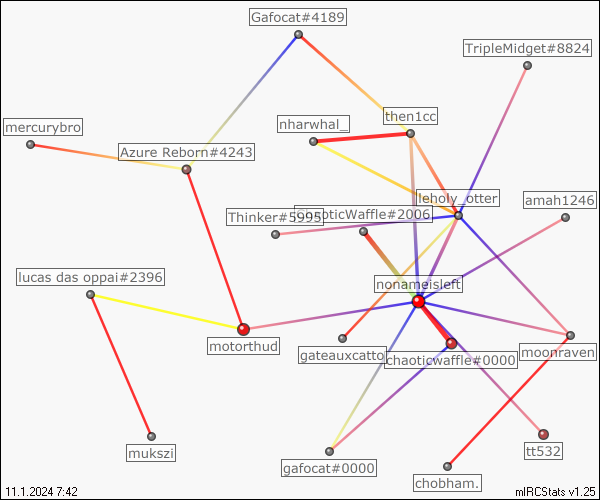 Gafocat#4189
TripleMidget#8824
then1cc
nharwhal_
mercurybro
Azure Reborn#4243
leholy_otter
amah1246
Thinker#5995
oticWaffle#2006
lucas das oppai#2396
nonameisleft
motorthud
gateauxcatto
chaoticwaffle#0000
moonraven
mukszi
gafocat#0000
tt532
chobham.
11.1.2024 7:42
mIRCStats v1.25